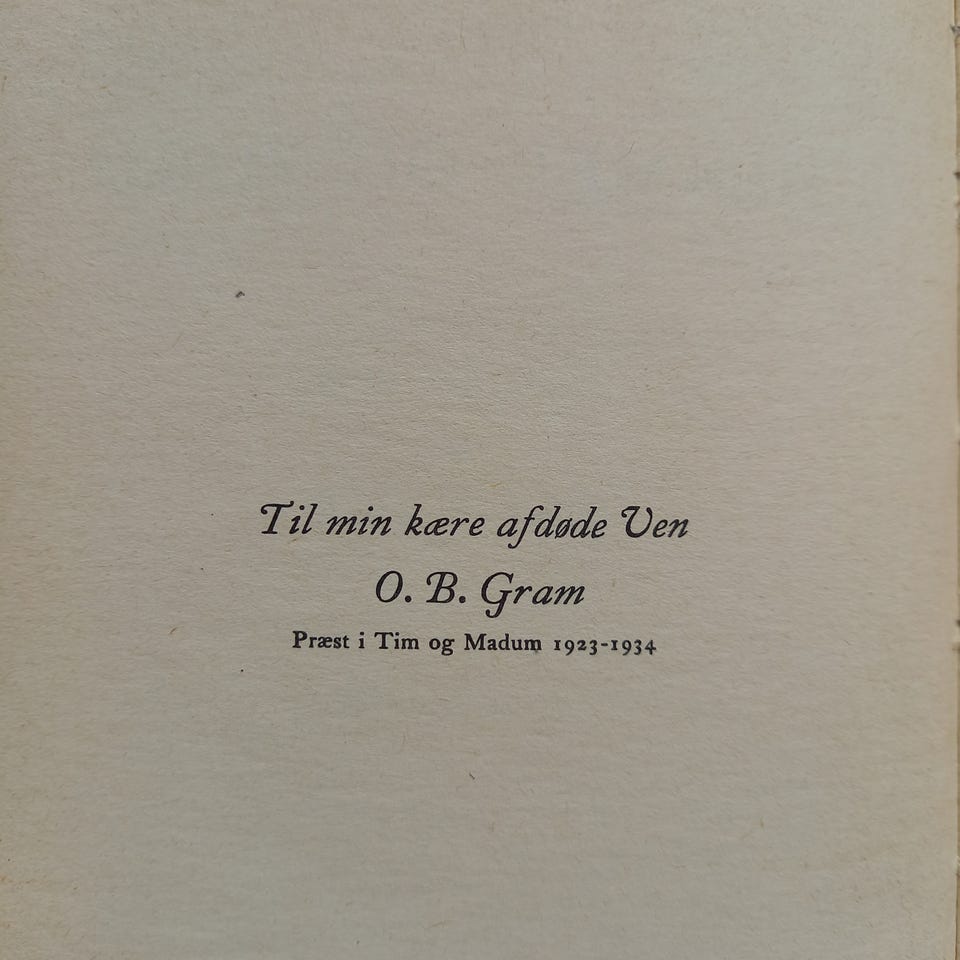 Til min kære afdøde Ven
O. B. Gram
Præst i Tim og Madum 1923-1934